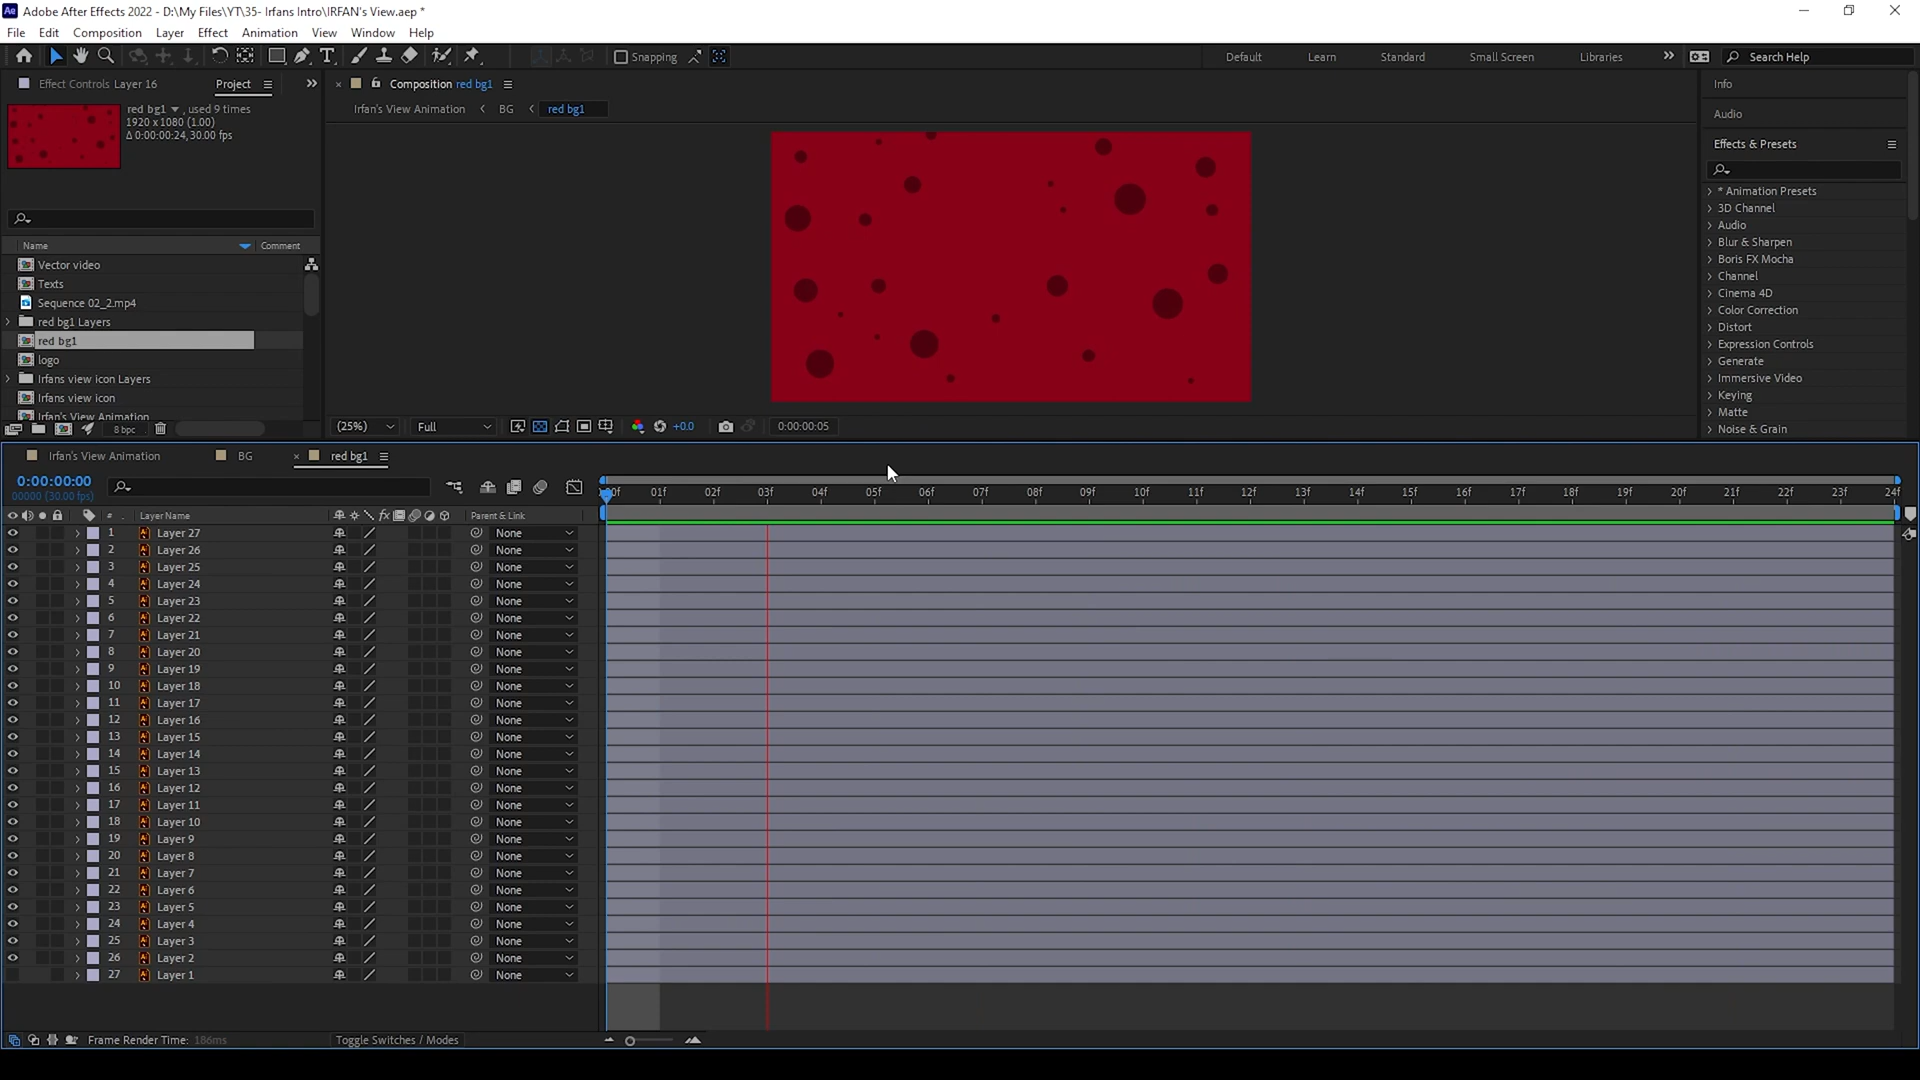 Ae Adobe After Effects 2022 - D:\My Files\YT\35- Irfans Intro\IRFAN's View.aep *
File Edit Composition Layer Effect Animation View Window Help
T Snapping Default Learn Standard Small Screen Libraries Search Help
Effect Controls Layer 16 Project
red bg1 , used 9 times
1920 x 1080 (1.00)
Δ 0:00:00:24, 30.00 fps
Name Comment
Vector video
Texts
Sequence 02_2.mp4
red bg1 Layers
red bg1
logo
Irfans view icon Layers
Irfans view icon
Irfan's View Animation
8 bpc
Composition red bg1
Irfan's View Animation BG red bg1
(25%) Full +0.0 0:00:00:05
Info
Audio
Effects & Presets
* Animation Presets
3D Channel
Audio
Blur & Sharpen
Boris FX Mocha
Channel
Cinema 4D
Color Correction
Distort
Expression Controls
Generate
Immersive Video
Keying
Matte
Noise & Grain
Irfan's View Animation BG red bg1
0:00:00:00
00000 (30.00 fps)
:00f 01f 02f 03f 04f 05f 06f 07f 08f 09f 10f 11f 12f 13f 14f 15f 16f 17f 18f 19f 20f 21f 22f 23f 24f
# Layer Name fx Parent & Link
1 Layer 27 None
2 Layer 26 None
3 Layer 25 None
4 Layer 24 None
5 Layer 23 None
6 Layer 22 None
7 Layer 21 None
8 Layer 20 None
9 Layer 19 None
10 Layer 18 None
11 Layer 17 None
12 Layer 16 None
13 Layer 15 None
14 Layer 14 None
15 Layer 13 None
16 Layer 12 None
17 Layer 11 None
18 Layer 10 None
19 Layer 9 None
20 Layer 8 None
21 Layer 7 None
22 Layer 6 None
23 Layer 5 None
24 Layer 4 None
25 Layer 3 None
26 Layer 2 None
27 Layer 1 None
Frame Render Time: 186ms Toggle Switches / Modes